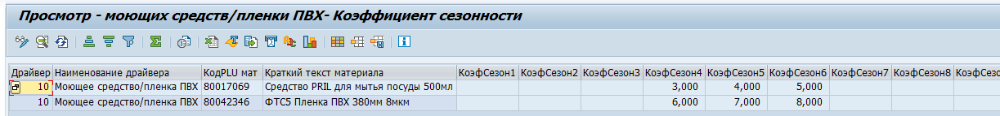 Просмотр - моющих средств/пленки ПВХ- Коэффициент сезонности
Драйвер Наименование драйвера КодPLU мат Краткий текст материала КоэфСезон1 КоэфСезон2 КоэфСезон3 КоэфСезон4 КоэфСезон5 КоэфСезон6 КоэфСезон7 КоэфСезон8 КоэфСезо
10 Моющее средство/пленка ПВХ 80017069 Средство PRIL для мытья посуды 500мл 3,000 4,000 5,000
10 Моющее средство/пленка ПВХ 80042346 ФТС5 Пленка ПВХ 380мм 8мкм 6,000 7,000 8,000